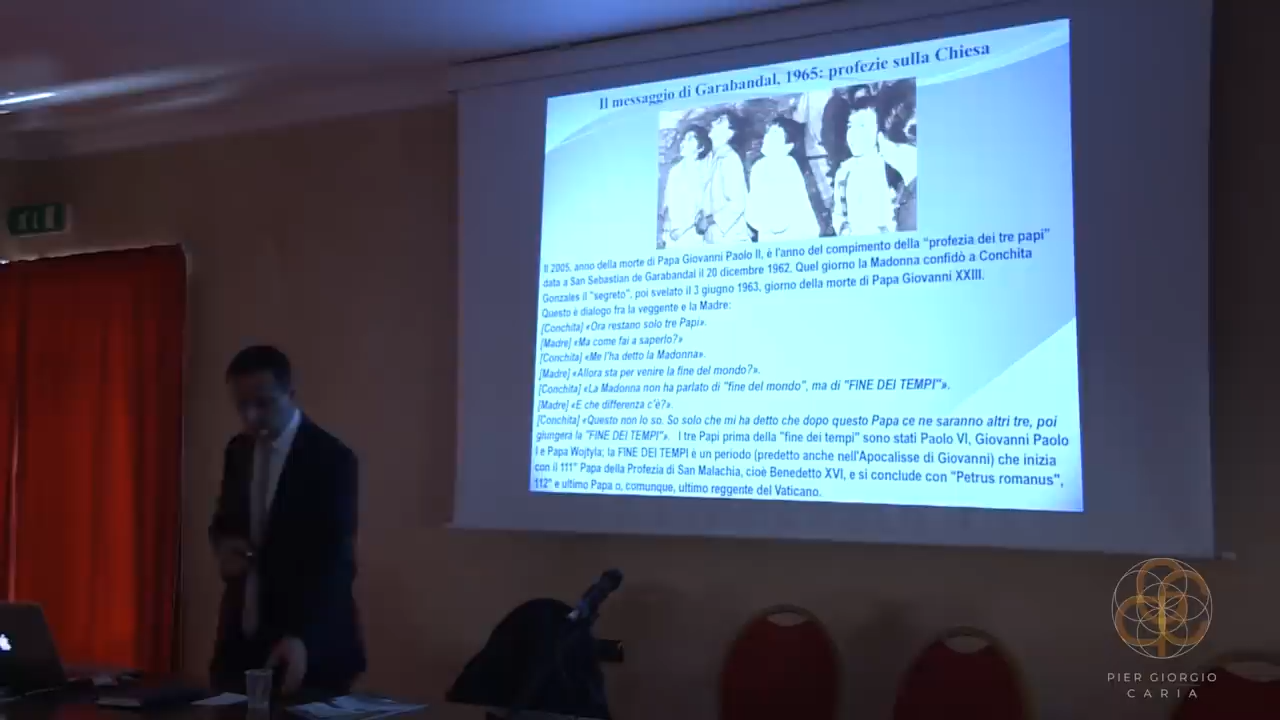 Il messaggio di Garabandal, 1965: profezie sulla Chiesa
Il 2005, anno della morte di Papa Giovanni Paolo II, è l'anno del compimento della "profezia dei tre papi"
data a San Sebastian de Garabandal il 20 dicembre 1962. Quel giorno la Madonna confidò a Conchita
Gonzales il "segreto", poi svelato il 3 giugno 1963, giorno della morte di Papa Giovanni XXIII.
Questo è dialogo fra la veggente e la Madre:
[Conchita] «Ora restano solo tre Papi».
[Madre] «Ma come fai a saperlo?»
[Conchita] «Me l'ha detto la Madonna».
[Madre] «Allora sta per venire la fine del mondo?».
[Conchita] «La Madonna non ha parlato di "fine del mondo", ma di "FINE DEI TEMPI"».
[Madre] «E che differenza c'è?».
[Conchita] «Questo non lo so. So solo che mi ha detto che dopo questo Papa ce ne saranno altri tre, poi
giungerà la "FINE DEI TEMPI"». I tre Papi prima della "fine dei tempi" sono stati Paolo VI, Giovanni Paolo
I e Papa Wojtyla; la FINE DEI TEMPI è un periodo (predetto anche nell'Apocalisse di Giovanni) che inizia
con il 111° Papa della Profezia di San Malachia, cioè Benedetto XVI, e si conclude con "Petrus romanus",
112° e ultimo Papa o, comunque, ultimo reggente del Vaticano.
PIER GIORGIO
CARIA